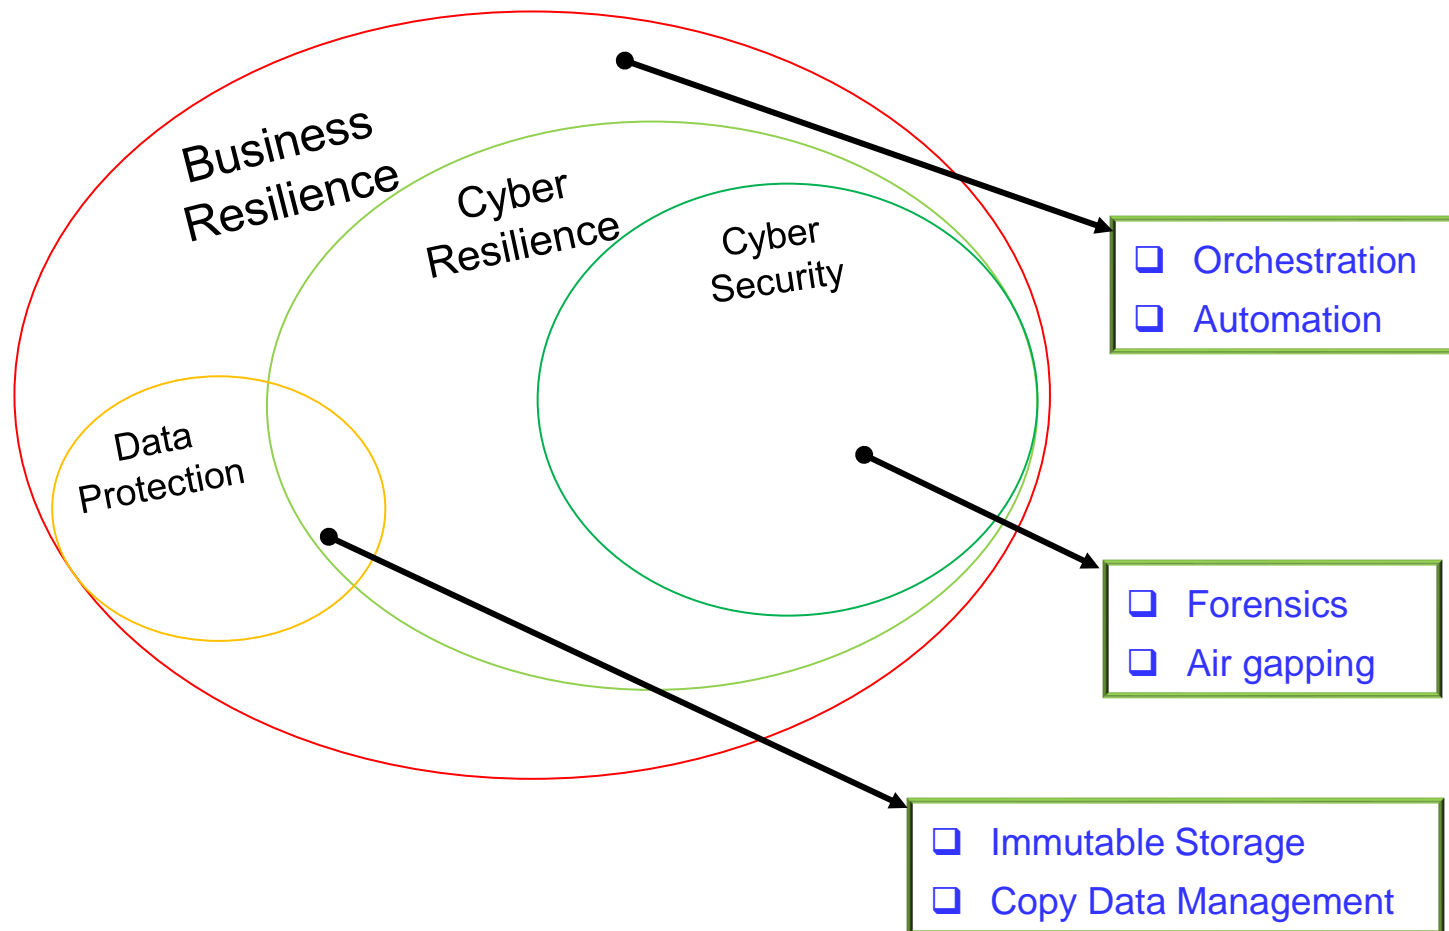 Business
Resilience
Cyber
Resilience
Cyber
Security
Data
Protection
❑ Orchestration
❑ Automation
❑ Forensics
❑ Air gapping
❑ Immutable Storage
❑ Copy Data Management